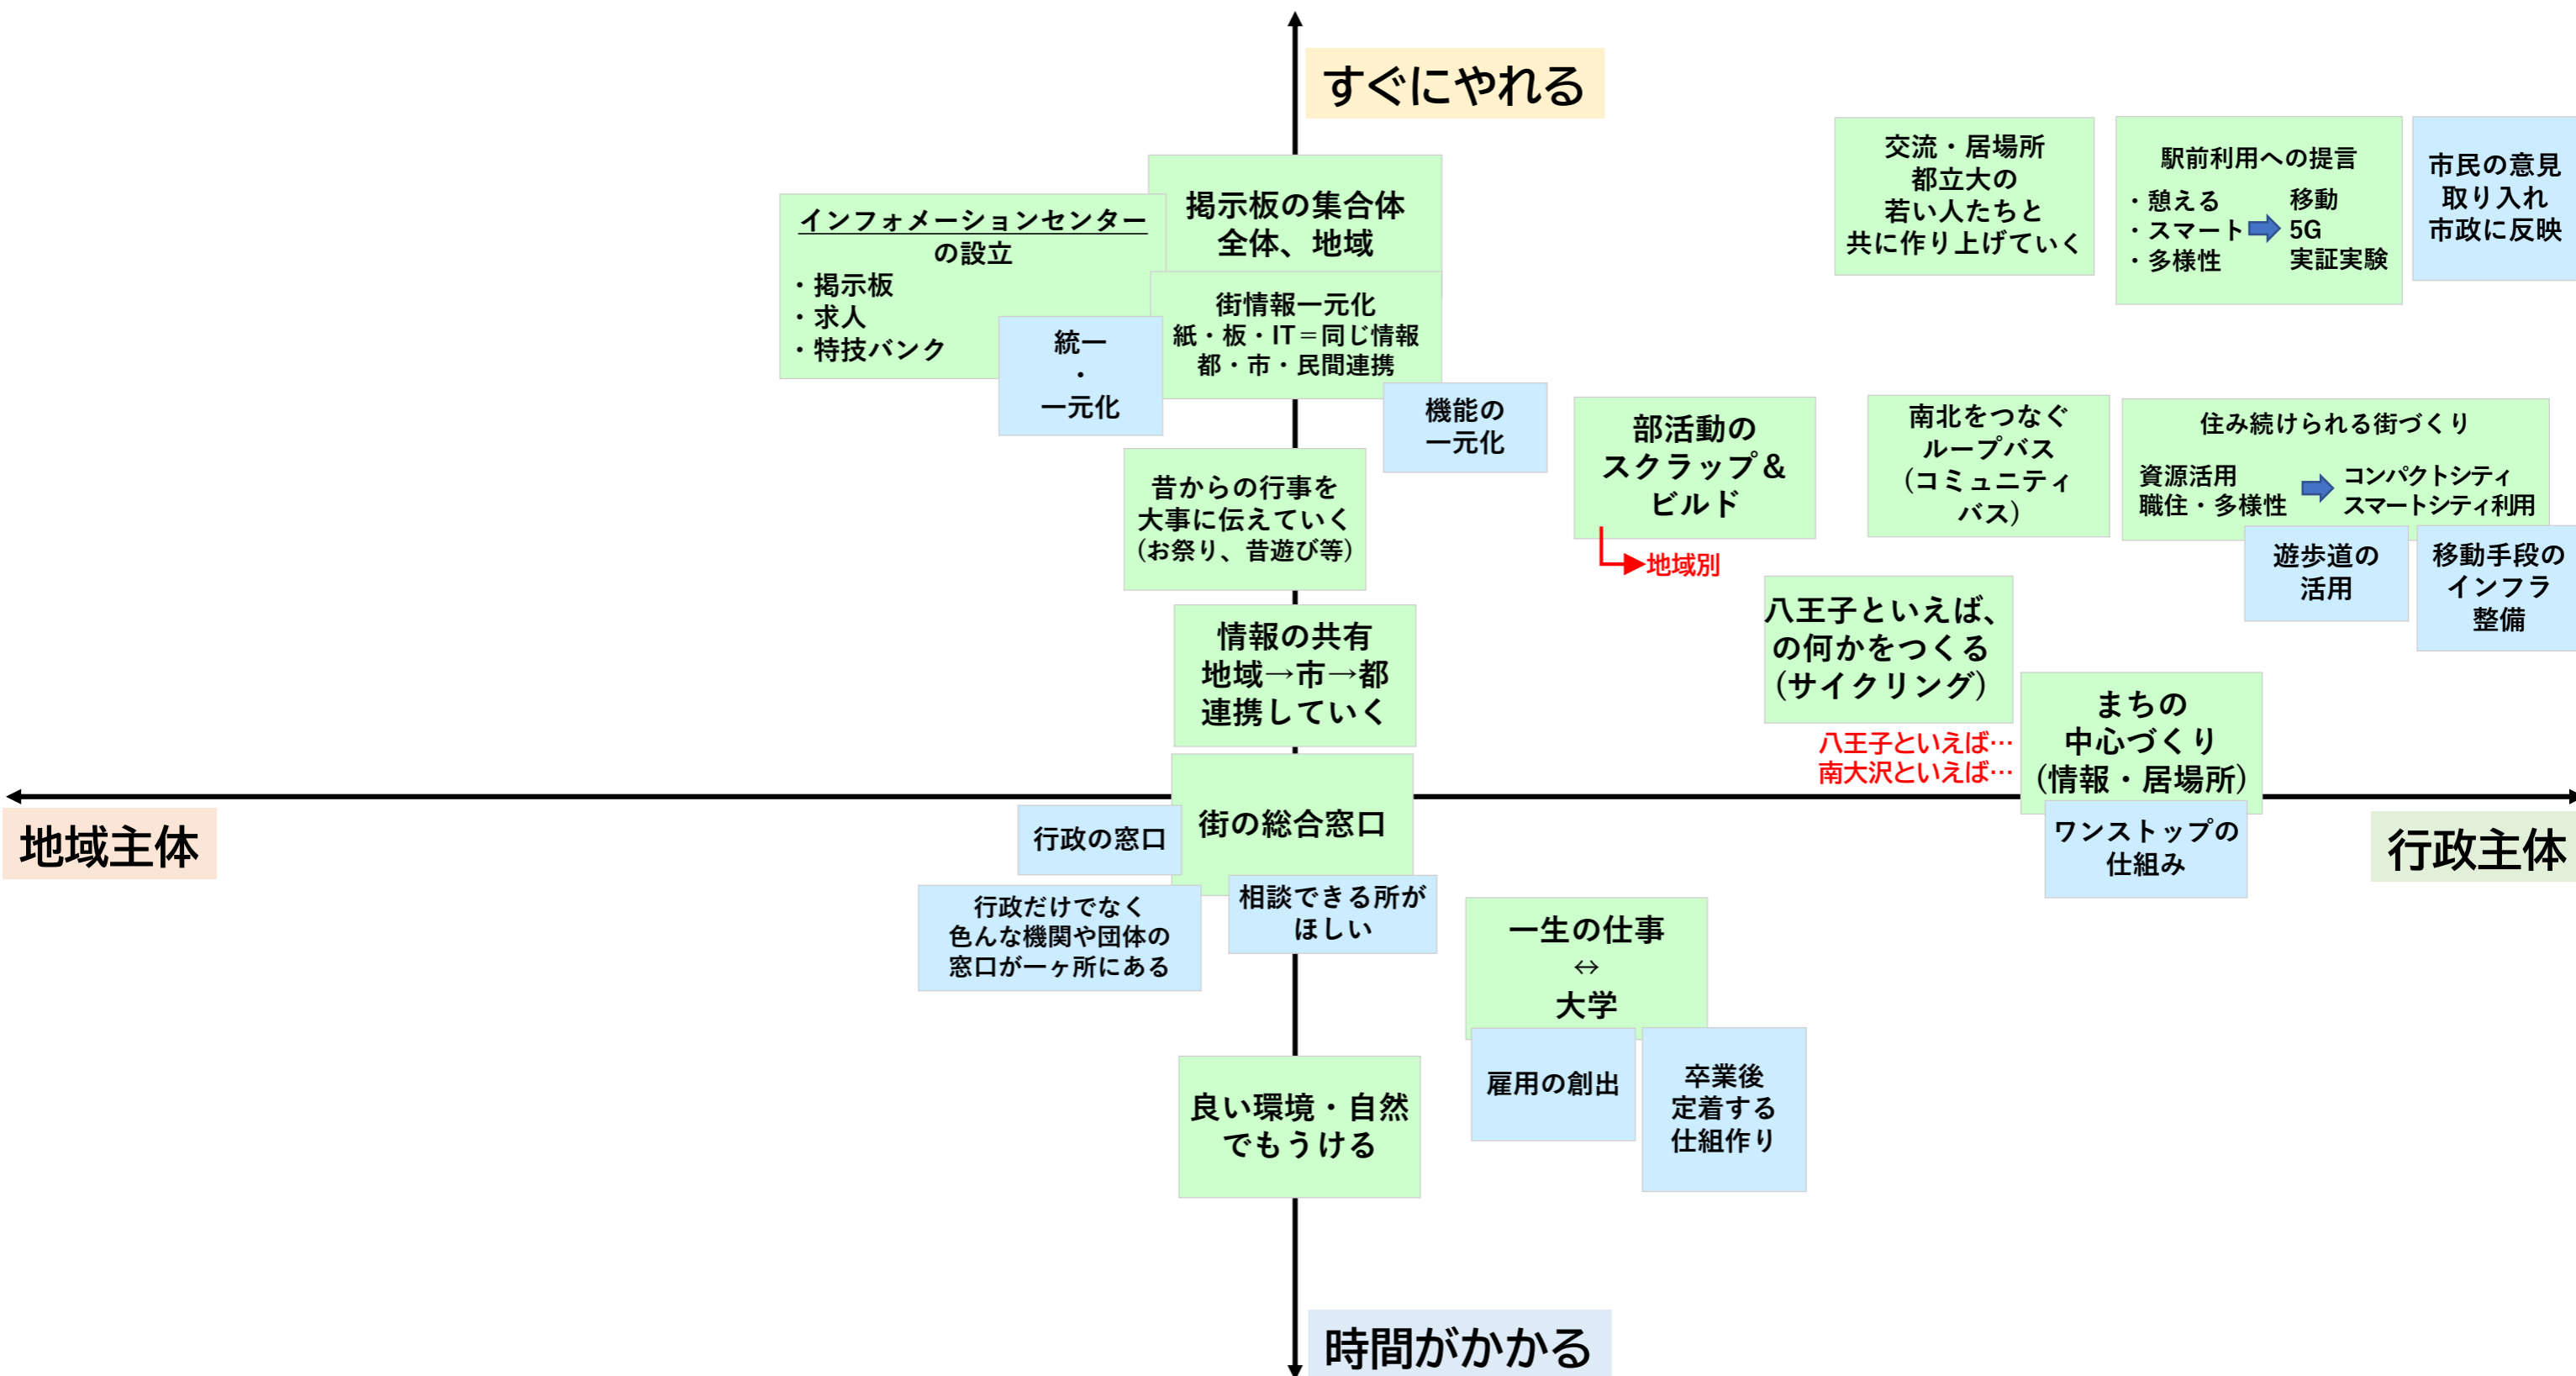 すぐにやれる
インフォメーションセンター
の設立
・掲示板
・求人
・特技バンク
統一
・
一元化
掲示板の集合体
全体、地域
街情報一元化
紙・板・IT＝同じ情報
都・市・民間連携
機能の
一元化
交流・居場所
都立大の
若い人たちと
共に作り上げていく
駅前利用への提言
・憩える 移動
・スマート 5G
・多様性 実証実験
市民の意見
取り入れ
市政に反映
昔からの行事を
大事に伝えていく
(お祭り、昔遊び等)
部活動の
スクラップ＆
ビルド
地域別
南北をつなぐ
ループバス
(コミュニティ
バス)
住み続けられる街づくり
資源活用 コンパクトシティ
職住・多様性 スマートシティ利用
遊歩道の
活用
移動手段の
インフラ
整備
情報の共有
地域→市→都
連携していく
八王子といえば、
の何かをつくる
(サイクリング)
八王子といえば…
南大沢といえば…
まちの
中心づくり
(情報・居場所)
ワンストップの
仕組み
地域主体
行政主体
街の総合窓口
行政の窓口
行政だけでなく
色んな機関や団体の
窓口が一ヶ所にある
相談できる所が
ほしい
一生の仕事
↔
大学
雇用の創出
卒業後
定着する
仕組作り
良い環境・自然
でもうける
時間がかかる